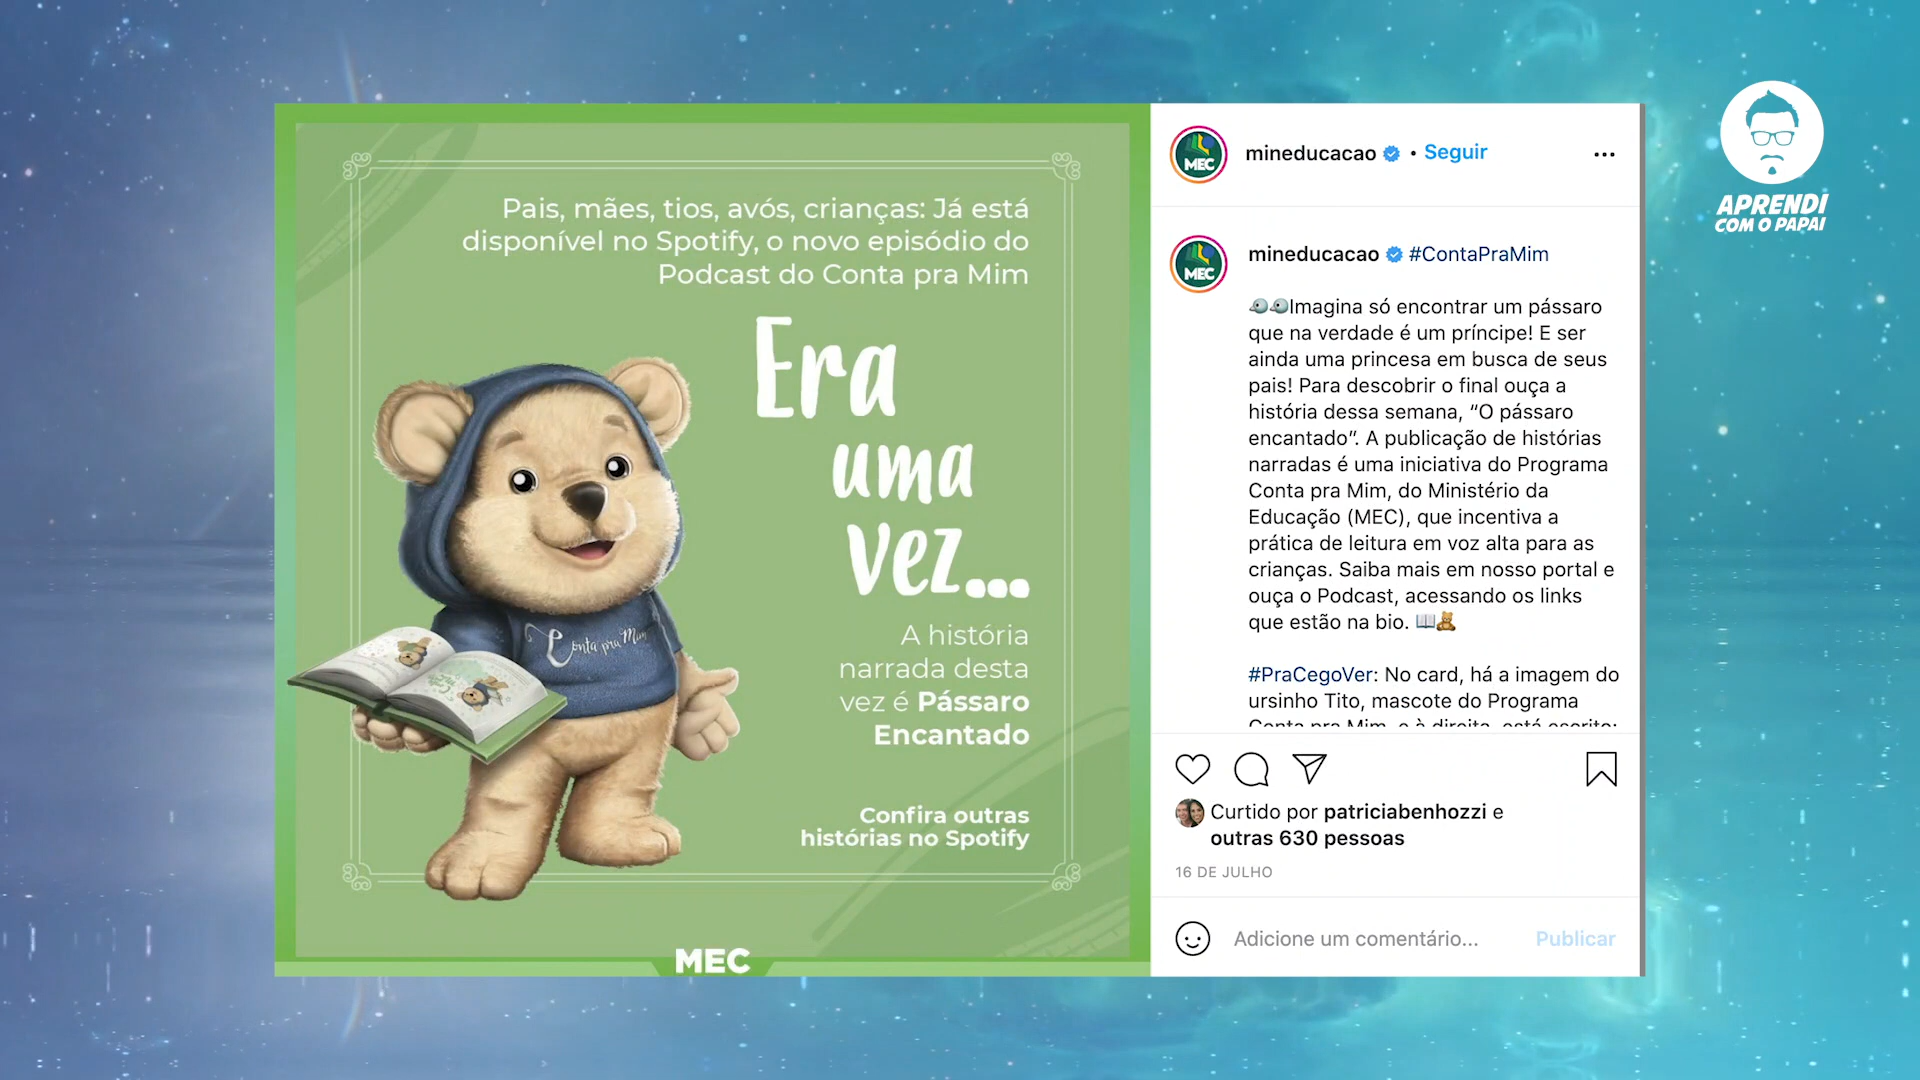 Pais, mães, tios, avós, crianças: Já está
disponível no Spotify, o novo episódio do
Podcast do Conta pra Mim
Era
uma
vez...
A história
narrada desta
vez é Pássaro
Encantado
Confira outras
histórias no Spotify
Conta pra Mim
MEC
MEC
mineducacao • Seguir
MEC
mineducacao #ContaPraMim
Imagina só encontrar um pássaro
que na verdade é um príncipe! E ser
ainda uma princesa em busca de seus
pais! Para descobrir o final ouça a
história dessa semana, “O pássaro
encantado”. A publicação de histórias
narradas é uma iniciativa do Programa
Conta pra Mim, do Ministério da
Educação (MEC), que incentiva a
prática de leitura em voz alta para as
crianças. Saiba mais em nosso portal e
ouça o Podcast, acessando os links
que estão na bio.
#PraCegoVer: No card, há a imagem do
ursinho Tito, mascote do Programa
Conta pra Mim, e à direita, está escrito:
Curtido por patriciabenhozzi e
outras 630 pessoas
16 DE JULHO
Adicione um comentário...
Publicar
APRENDI
COM O PAPAI